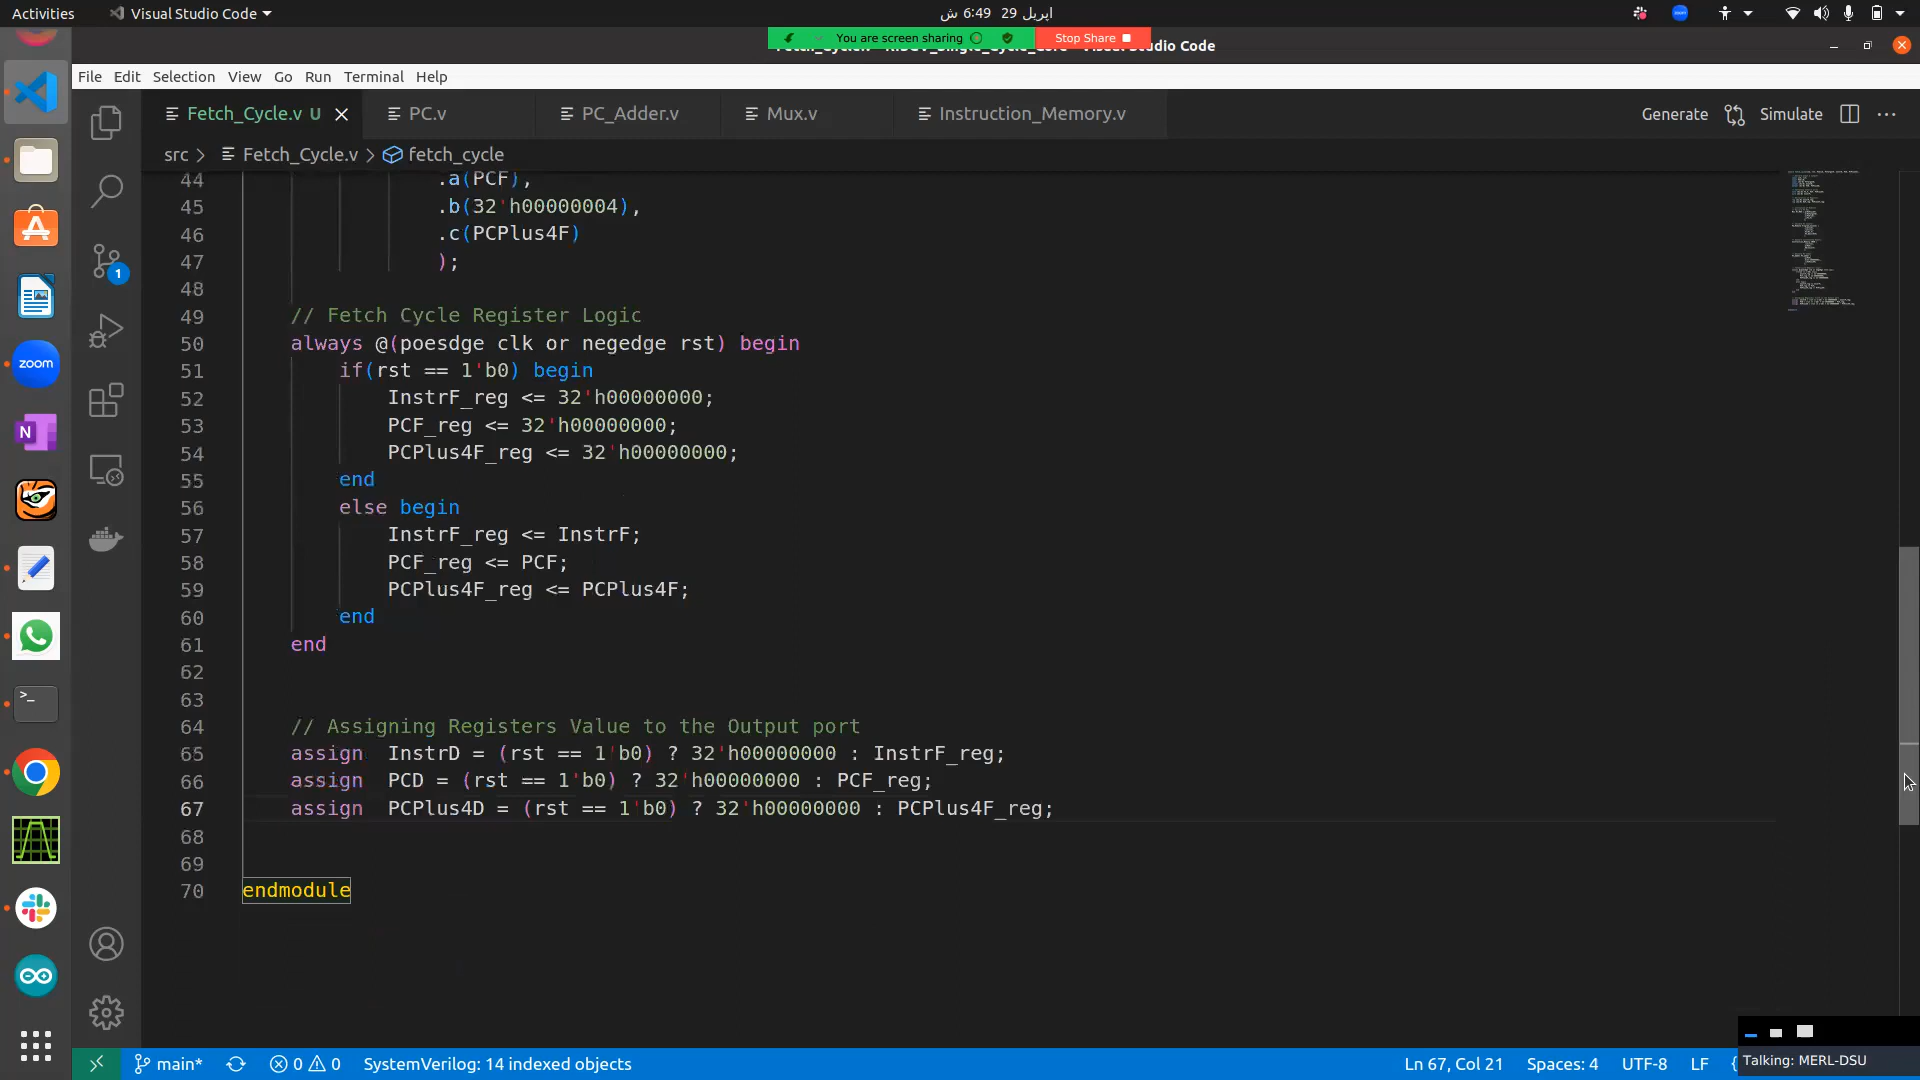 Activities
Visual Studio Code
اپریل 29 6:49 ش
You are screen sharing
Stop Share
Visual Studio Code
File Edit Selection View Go Run Terminal Help
Fetch_Cycle.v U
PC.v
PC_Adder.v
Mux.v
Instruction_Memory.v
Generate
Simulate
src > Fetch_Cycle.v > fetch_cycle
44 .a(PCF),
45 .b(32'h00000004),
46 .c(PCPlus4F)
47 );
48
49 // Fetch Cycle Register Logic
50 always @(poesdge clk or negedge rst) begin
51 if(rst == 1'b0) begin
52 InstrF_reg <= 32'h00000000;
53 PCF_reg <= 32'h00000000;
54 PCPlus4F_reg <= 32'h00000000;
55 end
56 else begin
57 InstrF_reg <= InstrF;
58 PCF_reg <= PCF;
59 PCPlus4F_reg <= PCPlus4F;
60 end
61 end
62
63
64 // Assigning Registers Value to the Output port
65 assign  InstrD = (rst == 1'b0) ? 32'h00000000 : InstrF_reg;
66 assign  PCD = (rst == 1'b0) ? 32'h00000000 : PCF_reg;
67 assign  PCPlus4D = (rst == 1'b0) ? 32'h00000000 : PCPlus4F_reg;
68
69
70 endmodule
1
zoom
N
main*
0 0
SystemVerilog: 14 indexed objects
Ln 67, Col 21
Spaces: 4
UTF-8
LF
Talking: MERL-DSU